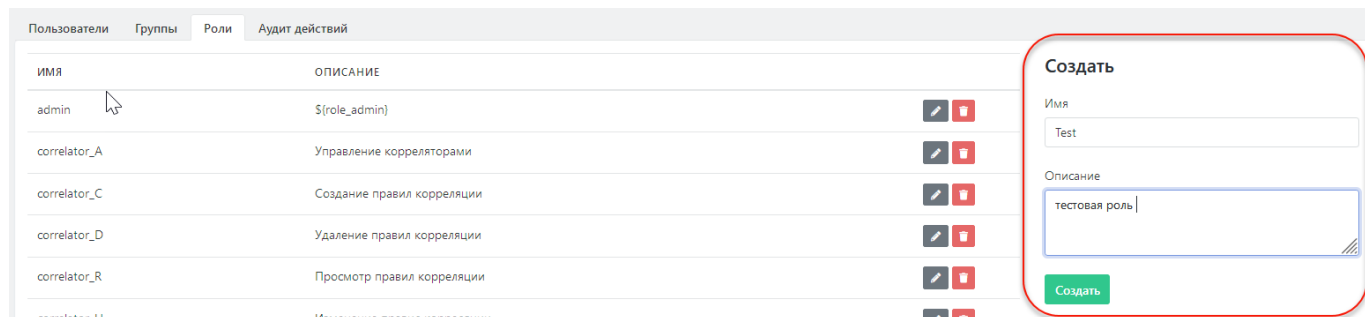 Пользователи Группы Роли Аудит действий
ИМЯ ОПИСАНИЕ
admin ${role_admin}
correlator_A Управление корреляторами
correlator_C Создание правил корреляции
correlator_D Удаление правил корреляции
correlator_R Просмотр правил корреляции
Создать
Имя
Test
Описание
тестовая роль
Создать